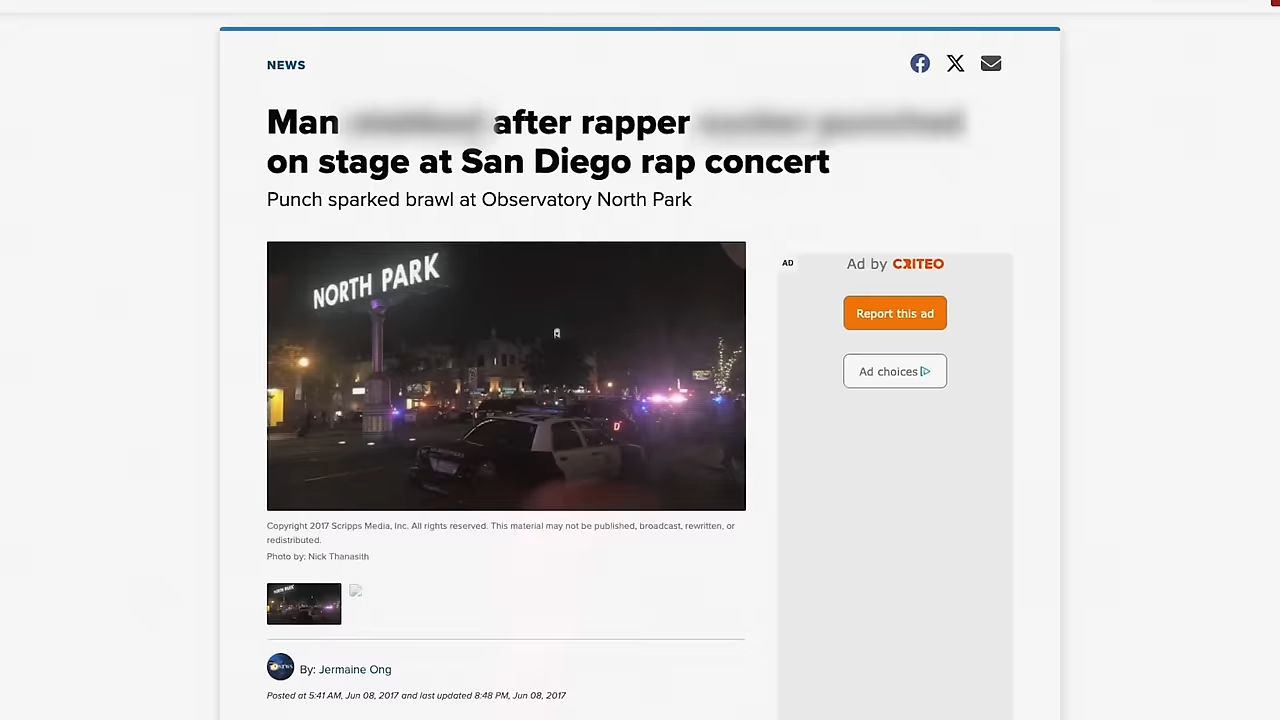 NEWS
Man after rapper
on stage at San Diego rap concert
Punch sparked brawl at Observatory North Park
NORTH PARK
AD
Ad by CRITEO
Report this ad
Ad choices
Copyright 2017 Scripps Media, Inc. All rights reserved. This material may not be published, broadcast, rewritten, or
redistributed.
Photo by: Nick Thanasith
NORTH PARK
By: Jermaine Ong
Posted at 5:41 AM, Jun 08, 2017 and last updated 8:48 PM, Jun 08, 2017